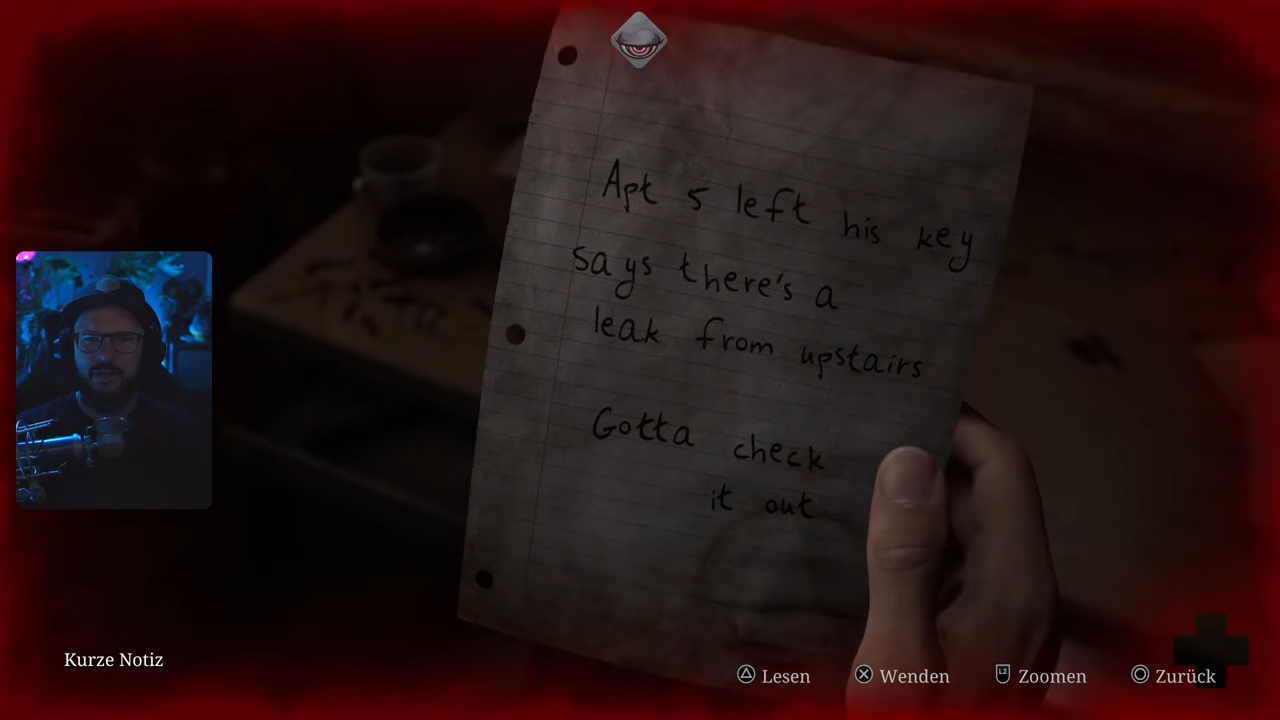 Apt 5 left his key
says there's a
leak from upstairs
Gotta check
it out
Kurze Notiz
Lesen
Wenden
L2 Zoomen
Zurück